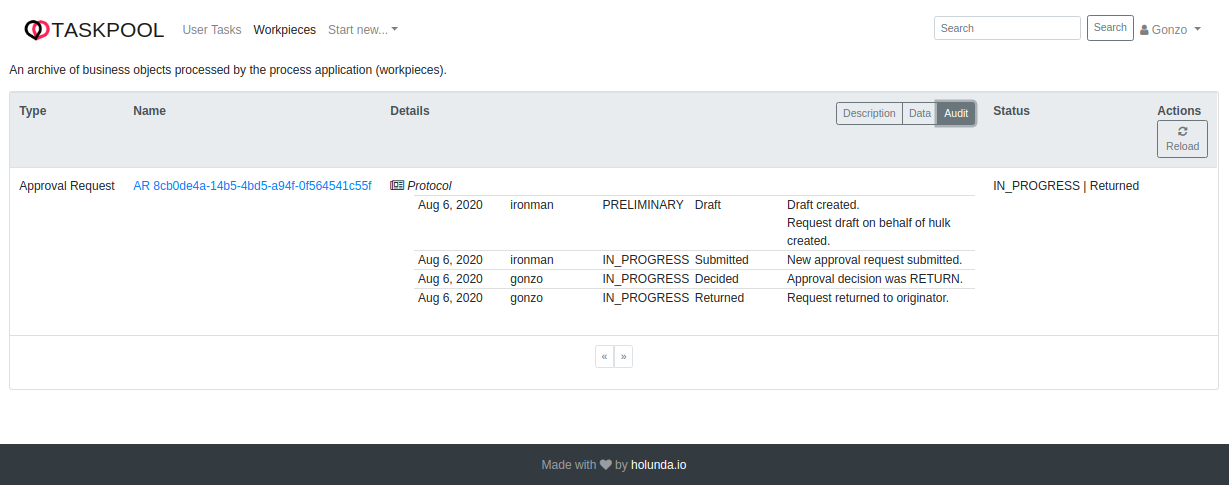 TASKPOOL User Tasks Workpieces Start new... Search Search Gonzo
An archive of business objects processed by the process application (workpieces).
Type Name Details Description Data Audit Status Actions
Reload
Approval Request AR 8cb0de4a-14b5-4bd5-a94f-0f564541c55f Protocol IN_PROGRESS | Returned
Aug 6, 2020 ironman PRELIMINARY Draft Draft created.
Request draft on behalf of hulk
created.
Aug 6, 2020 ironman IN_PROGRESS Submitted New approval request submitted.
Aug 6, 2020 gonzo IN_PROGRESS Decided Approval decision was RETURN.
Aug 6, 2020 gonzo IN_PROGRESS Returned Request returned to originator.
« »
Made with ♥ by holunda.io